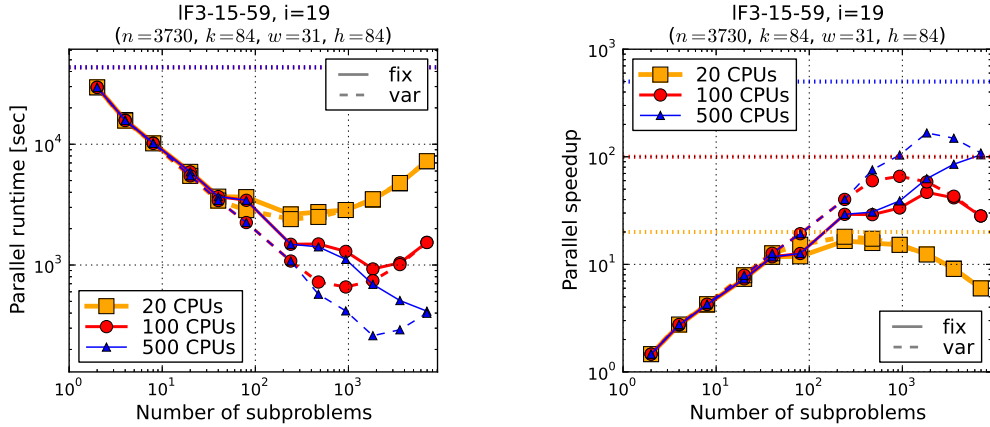 lF3-15-59, i=19
(n=3730, k=84, w=31, h=84)
Parallel runtime [sec]
10^4
10^3
fix
var
20 CPUs
100 CPUs
500 CPUs
10^0 10^1 10^2 10^3
Number of subproblems
lF3-15-59, i=19
(n=3730, k=84, w=31, h=84)
Parallel speedup
10^3
10^2
10^1
10^0
20 CPUs
100 CPUs
500 CPUs
fix
var
10^0 10^1 10^2 10^3
Number of subproblems